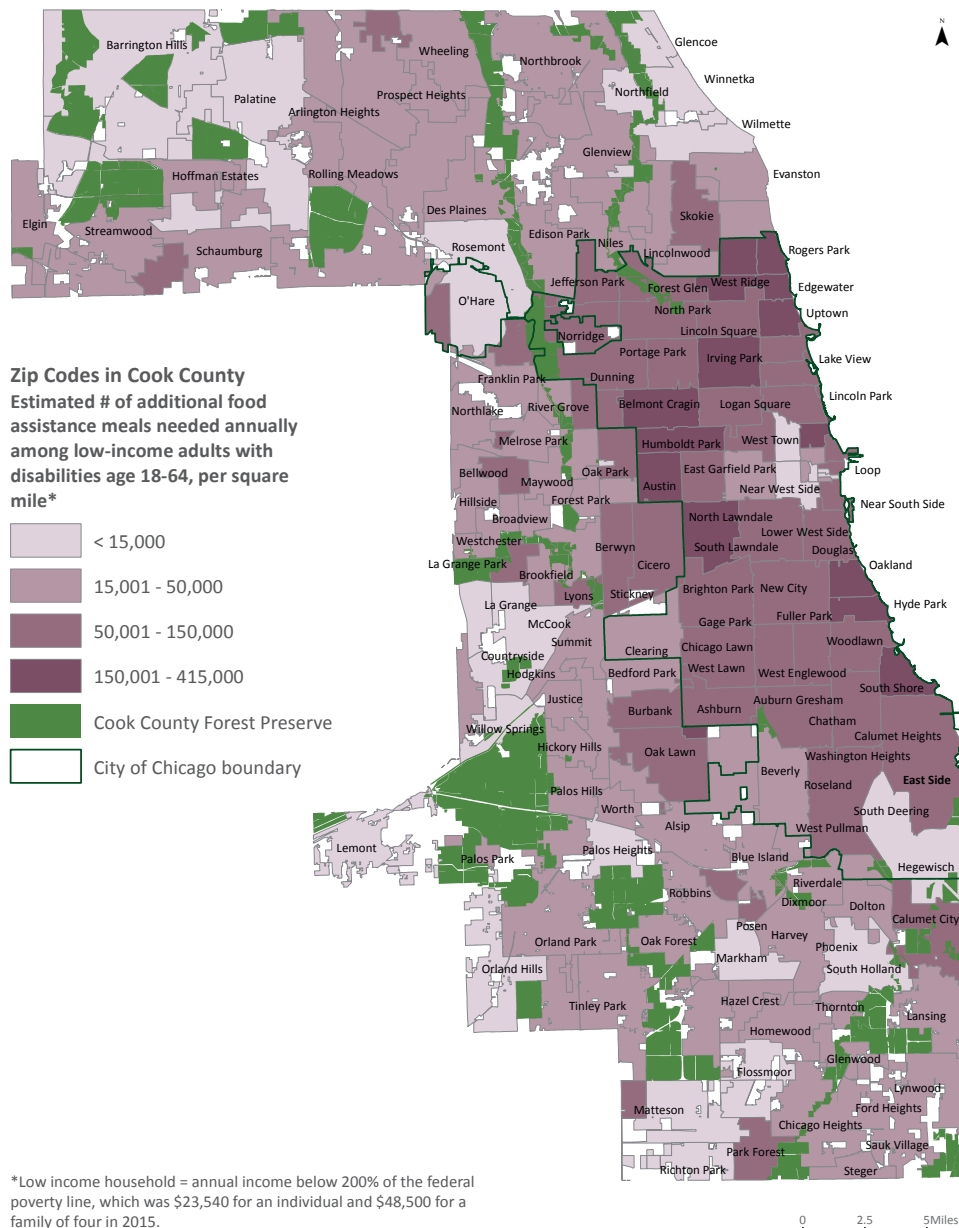 N
Glencoe
Barrington Hills
Wheeling
Northbrook
Winnetka
Palatine
Prospect Heights
Northfield
Arlington Heights
Wilmette
Glenview
Evanston
Hoffman Estates
Rolling Meadows
Des Plaines
Skokie
Elgin
Streamwood
Edison Park
Niles
Schaumburg
Rosemont
Lincolnwood
Rogers Park
Jefferson Park
Forest Glen
West Ridge
Edgewater
O'Hare
North Park
Uptown
Norridge
Lincoln Square
Portage Park
Irving Park
Lake View
Zip Codes in Cook County
Estimated # of additional food
assistance meals needed annually
among low-income adults with
disabilities age 18-64, per square
mile*
< 15,000
15,001 - 50,000
50,001 - 150,000
150,001 - 415,000
Cook County Forest Preserve
City of Chicago boundary
Franklin Park
Dunning
Lincoln Park
Northlake
River Grove
Belmont Cragin
Logan Square
Melrose Park
Humboldt Park
West Town
Bellwood
Maywood
Oak Park
East Garfield Park
Loop
Austin
Near West Side
Hillside
Forest Park
Near South Side
Broadview
North Lawndale
Lower West Side
Westchester
Berwyn
South Lawndale
Douglas
La Grange Park
Brookfield
Cicero
Oakland
Lyons
Stickney
Brighton Park
New City
Hyde Park
La Grange
McCook
Gage Park
Fuller Park
Summit
Clearing
Chicago Lawn
Woodlawn
Countryside
Hodgkins
Bedford Park
West Lawn
West Englewood
South Shore
Justice
Burbank
Ashburn
Auburn Gresham
Chatham
Willow Springs
Hickory Hills
Oak Lawn
Calumet Heights
Washington Heights
Beverly
East Side
Palos Hills
Roseland
Worth
South Deering
Alsip
West Pullman
Lemont
Palos Park
Palos Heights
Blue Island
Hegewisch
Robbins
Riverdale
Dixmoor
Dolton
Calumet City
Posen
Harvey
Orland Park
Oak Forest
Phoenix
Markham
Orland Hills
South Holland
Tinley Park
Hazel Crest
Thornton
Lansing
Homewood
Glenwood
Flossmoor
Lynwood
Matteson
Ford Heights
Chicago Heights
Park Forest
Sauk Village
Richton Park
Steger
*Low income household = annual income below 200% of the federal
poverty line, which was $23,540 for an individual and $48,500 for a
family of four in 2015.
0 2.5 5Miles